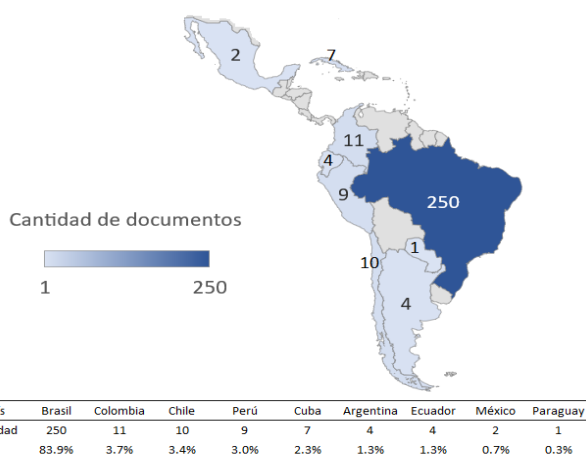 2
7
11
4
9
250
Cantidad de documentos
1
10
1 250
4
s Brasil Colombia Chile Perú Cuba Argentina Ecuador México Paraguay
dad 250 11 10 9 7 4 4 2 1
83.9% 3.7% 3.4% 3.0% 2.3% 1.3% 1.3% 0.7% 0.3%